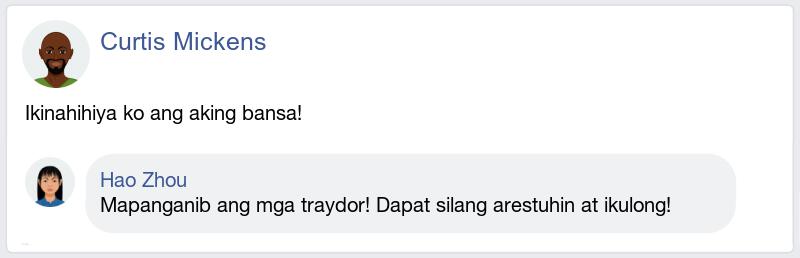 Curtis Mickens
Ikinahihiya ko ang aking bansa!
Hao Zhou
Mapanganib ang mga traydor! Dapat silang arestuhin at ikulong!